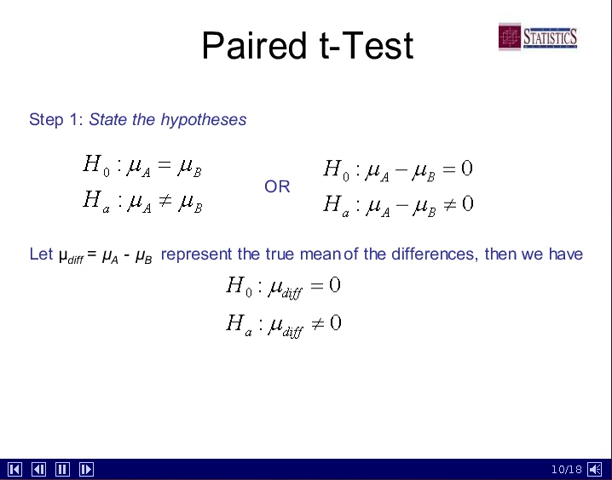 Paired t-Test
STATISTICS
Step 1: State the hypotheses
H₀ : μ_A = μ_B
H_a : μ_A ≠ μ_B
OR
H₀ : μ_A − μ_B = 0
H_a : μ_A − μ_B ≠ 0
Let μ_diff = μ_A - μ_B represent the true mean of the differences, then we have
H₀ : μ_diff = 0
H_a : μ_diff ≠ 0
10/18